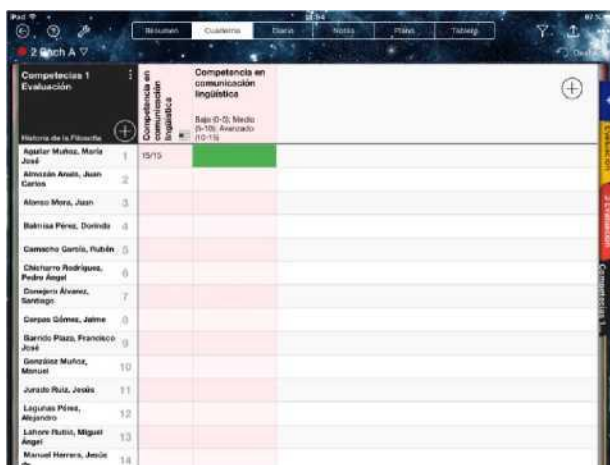 iPad
11:54
87 %
Resumen
Cuaderno
Diario
Notas
Plano
Tablero
2 Bach A
Competecias 1
Evaluación
Historia de la Filosofía
Competencia en
comunicación
lingüística
Competencia en
comunicación
lingüística
Bajo (0-5); Medio
(5-10); Avanzado
(10-15)
Aguilar Muñoz, María
José
1
15/15
Almozán Anaís, Juan
Carlos
2
Alonso Mora, Juan
3
Balmisa Pérez, Dorinda
4
Camacho García, Rubén
5
Chicharro Rodríguez,
Pedro Ángel
6
Conejero Álvarez,
Santiago
7
Corpas Gómez, Jaime
8
Garrido Plaza, Francisco
José
9
González Muñoz,
Manuel
10
Jurado Ruiz, Jesús
11
Lagunas Pérez,
Alejandro
12
Lahore Rubio, Miguel
Ángel
13
Manuel Herrera, Jesús
14
Competencias 1